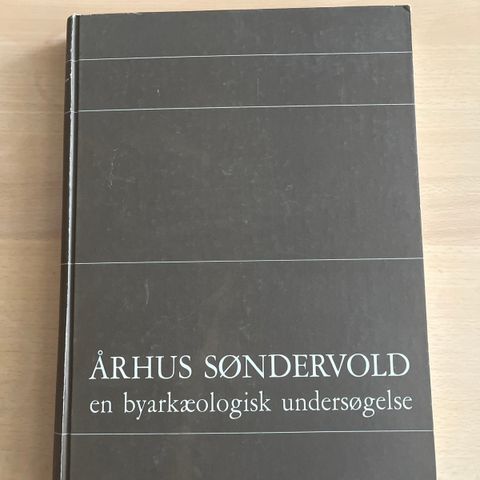 ÅRHUS SØNDERVOLD
en byarkæologisk undersøgelse